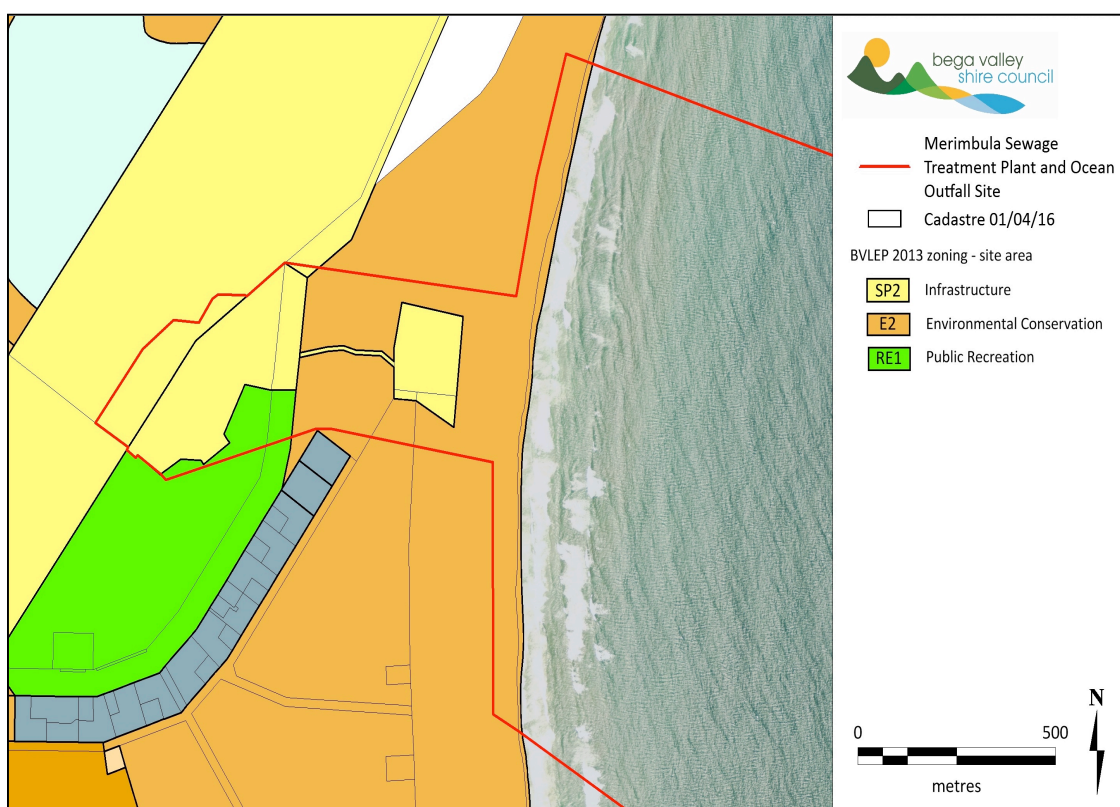 bega valley
shire council
Merimbula Sewage
Treatment Plant and Ocean
Outfall Site
Cadastre 01/04/16
BVLEP 2013 zoning - site area
SP2 Infrastructure
E2 Environmental Conservation
RE1 Public Recreation
N
0 500
metres